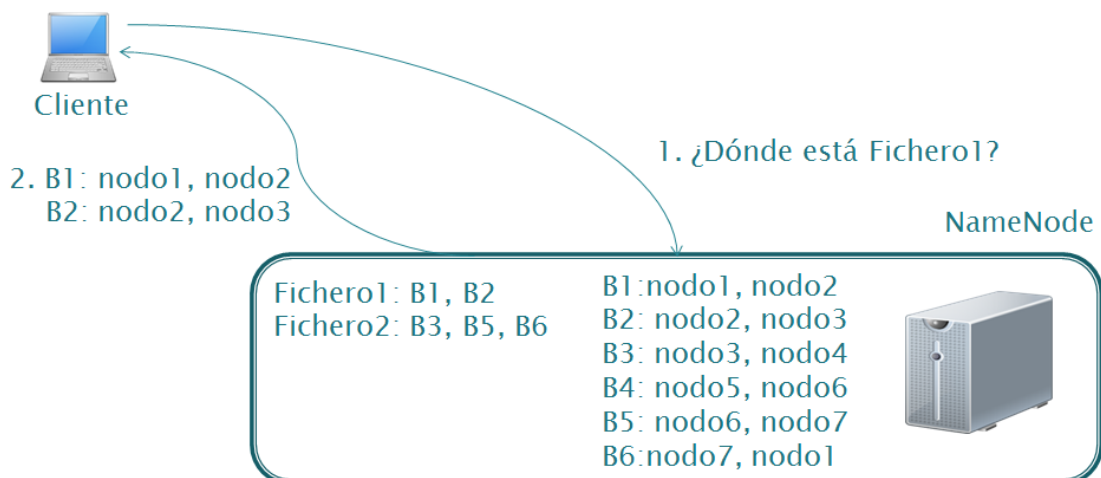 Cliente
1. ¿Dónde está Fichero1?
2. B1: nodo1, nodo2
B2: nodo2, nodo3
NameNode
Fichero1: B1, B2
Fichero2: B3, B5, B6
B1:nodo1, nodo2
B2: nodo2, nodo3
B3: nodo3, nodo4
B4: nodo5, nodo6
B5: nodo6, nodo7
B6:nodo7, nodo1